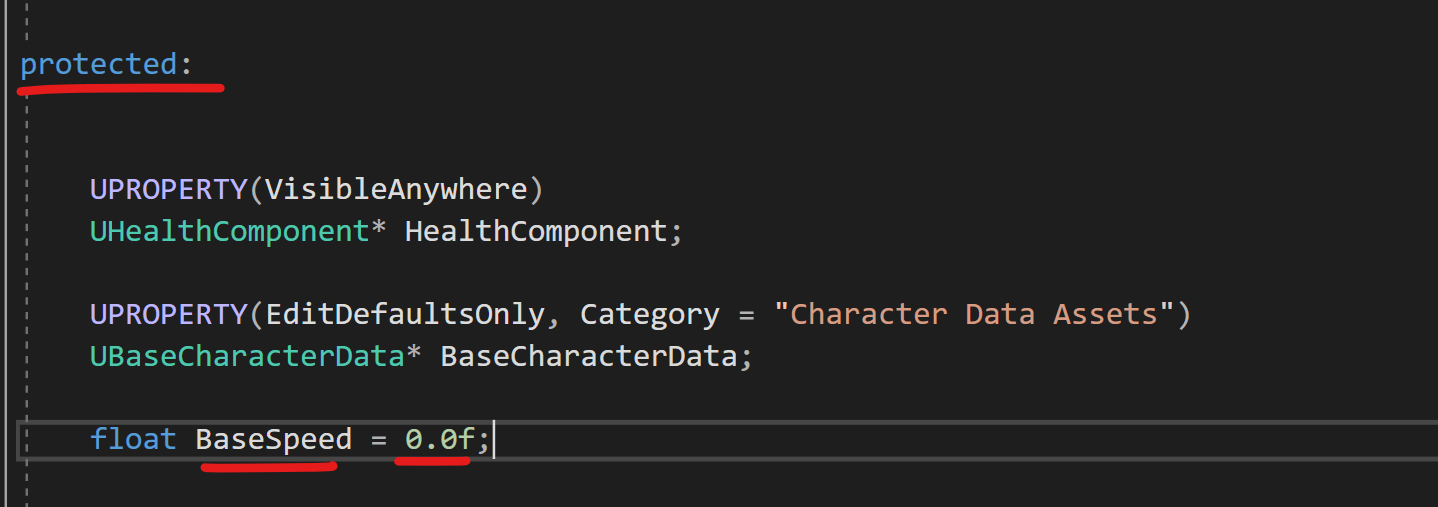 protected:
UPROPERTY(VisibleAnywhere)
UHealthComponent* HealthComponent;
UPROPERTY(EditDefaultsOnly, Category = "Character Data Assets")
UBaseCharacterData* BaseCharacterData;
float BaseSpeed = 0.0f;